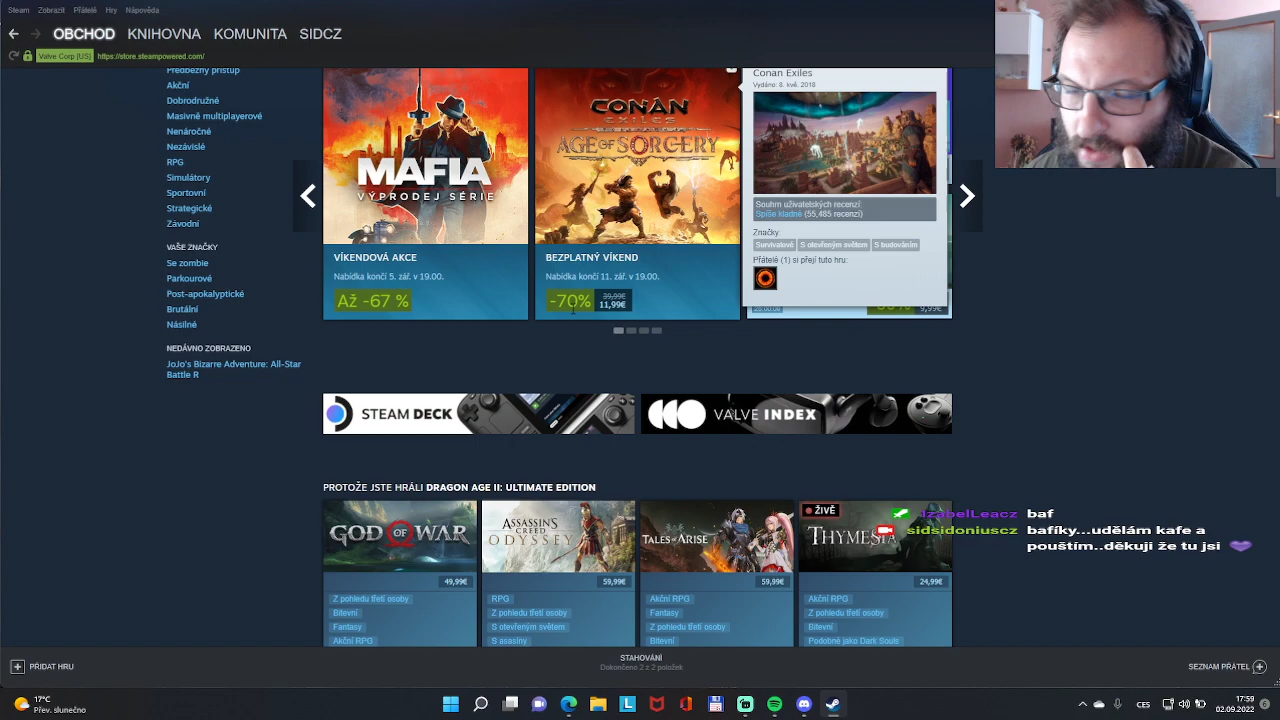 Steam Zobrazit Přátelé Hry Nápověda
OBCHOD KNIHOVNA KOMUNITA SIDCZ
Valve Corp [US] https://store.steampowered.com/
Předběžný přístup
Akční
Dobrodružné
Masivně multiplayerové
Nenáročné
Nezávislé
RPG
Simulátory
Sportovní
Strategické
Závodní
VAŠE ZNAČKY
Se zombie
Parkourové
Post-apokalyptické
Brutální
Násilné
NEDÁVNO ZOBRAZENO
JoJo's Bizarre Adventure: All-Star
Battle R
MAFIA
VÝPRODEJ SÉRIE
VÍKENDOVÁ AKCE
Nabídka končí 5. zář. v 19.00.
Až -67 %
CONAN
EXILES
AGE OF SORCERY
BEZPLATNÝ VÍKEND
Nabídka končí 11. zář. v 19.00.
-70%
39,99€
11,99€
Conan Exiles
Vydáno: 8. kvě. 2018
Souhrn uživatelských recenzí:
Spíše kladné (55,485 recenzí)
Značky:
Survivalové S otevřeným světem S budováním
Přátelé (1) si přejí tuto hru:
9,99€
STEAM DECK
VALVE INDEX
PROTOŽE JSTE HRÁLI DRAGON AGE II: ULTIMATE EDITION
GOD OF WAR
49,99€
Z pohledu třetí osoby
Bitevní
Fantasy
Akční RPG
ASSASSIN'S
CREED
ODYSSEY
59,99€
RPG
Z pohledu třetí osoby
S otevřeným světem
S asasíny
TALES of ARISE
59,99€
Akční RPG
Fantasy
Z pohledu třetí osoby
Bitevní
ŽIVĚ
THYMESIA
24,99€
Akční RPG
Z pohledu třetí osoby
Bitevní
Podobné jako Dark Souls
IzabelLeacz baf
sidsidoniuscz bafíky...udělám kafe a
pouštím..děkuji že tu jsi
PŘIDAT HRU
STAHOVÁNÍ
Dokončeno 2 z 2 položek
SEZNAM PŘÁTEL
17°C
Přev. slunečno
17:59
02.09.2022